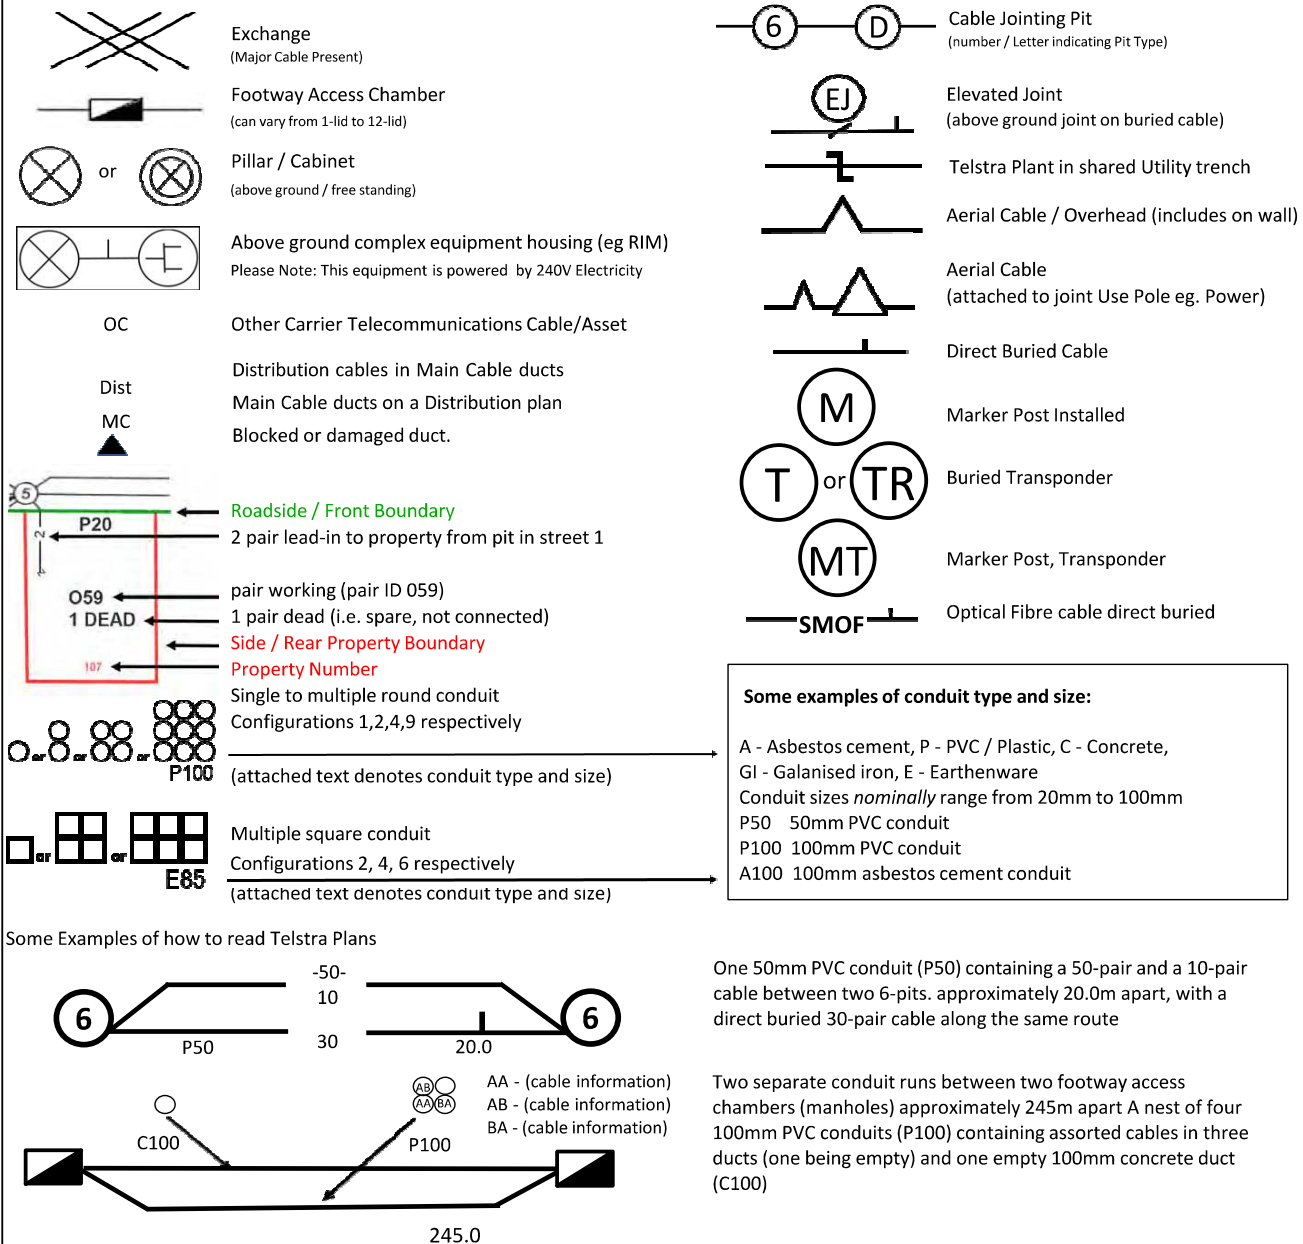 Exchange
(Major Cable Present)
Footway Access Chamber
(can vary from 1-lid to 12-lid)
or
Pillar / Cabinet
(above ground / free standing)
Above ground complex equipment housing (eg RIM)
Please Note: This equipment is powered by 240V Electricity
OC
Other Carrier Telecommunications Cable/Asset
Dist
Distribution cables in Main Cable ducts
MC
Main Cable ducts on a Distribution plan
Blocked or damaged duct.
5
Roadside / Front Boundary
P20
2
2 pair lead-in to property from pit in street 1
O59
pair working (pair ID 059)
1 DEAD
1 pair dead (i.e. spare, not connected)
Side / Rear Property Boundary
107
Property Number
Single to multiple round conduit
Configurations 1,2,4,9 respectively
or or or
P100
(attached text denotes conduit type and size)
Multiple square conduit
or or
Configurations 2, 4, 6 respectively
E85
(attached text denotes conduit type and size)
6 D
Cable Jointing Pit
(number / Letter indicating Pit Type)
EJ
Elevated Joint
(above ground joint on buried cable)
Telstra Plant in shared Utility trench
Aerial Cable / Overhead (includes on wall)
Aerial Cable
(attached to joint Use Pole eg. Power)
Direct Buried Cable
M
Marker Post Installed
T or TR
Buried Transponder
MT
Marker Post, Transponder
SMOF
Optical Fibre cable direct buried
Some examples of conduit type and size:
A - Asbestos cement, P - PVC / Plastic, C - Concrete,
GI - Galanised iron, E - Earthenware
Conduit sizes nominally range from 20mm to 100mm
P50 50mm PVC conduit
P100 100mm PVC conduit
A100 100mm asbestos cement conduit
Some Examples of how to read Telstra Plans
-50-
10
6 6
30
P50 20.0
One 50mm PVC conduit (P50) containing a 50-pair and a 10-pair
cable between two 6-pits. approximately 20.0m apart, with a
direct buried 30-pair cable along the same route
AB
AA BA
AA - (cable information)
AB - (cable information)
BA - (cable information)
C100
P100
245.0
Two separate conduit runs between two footway access
chambers (manholes) approximately 245m apart A nest of four
100mm PVC conduits (P100) containing assorted cables in three
ducts (one being empty) and one empty 100mm concrete duct
(C100)